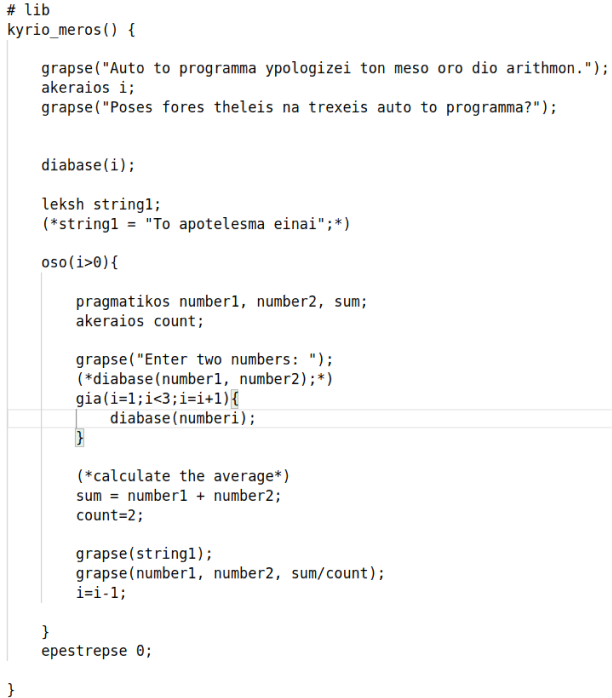 # lib
kyrio_meros() {
grapse("Auto to programma ypologizei ton meso oro dio arithmon.");
akeraios i;
grapse("Poses fores theleis na trexeis auto to programma?");
diabase(i);
leksh string1;
(*string1 = "To apotelesma einai";*)
oso(i>0){
pragmatikos number1, number2, sum;
akeraios count;
grapse("Enter two numbers: ");
(*diabase(number1, number2);*)
gia(i=1;i<3;i=i+1){
diabase(numberi);
}
(*calculate the average*)
sum = number1 + number2;
count=2;
grapse(string1);
grapse(number1, number2, sum/count);
i=i-1;
}
epestrepse 0;
}